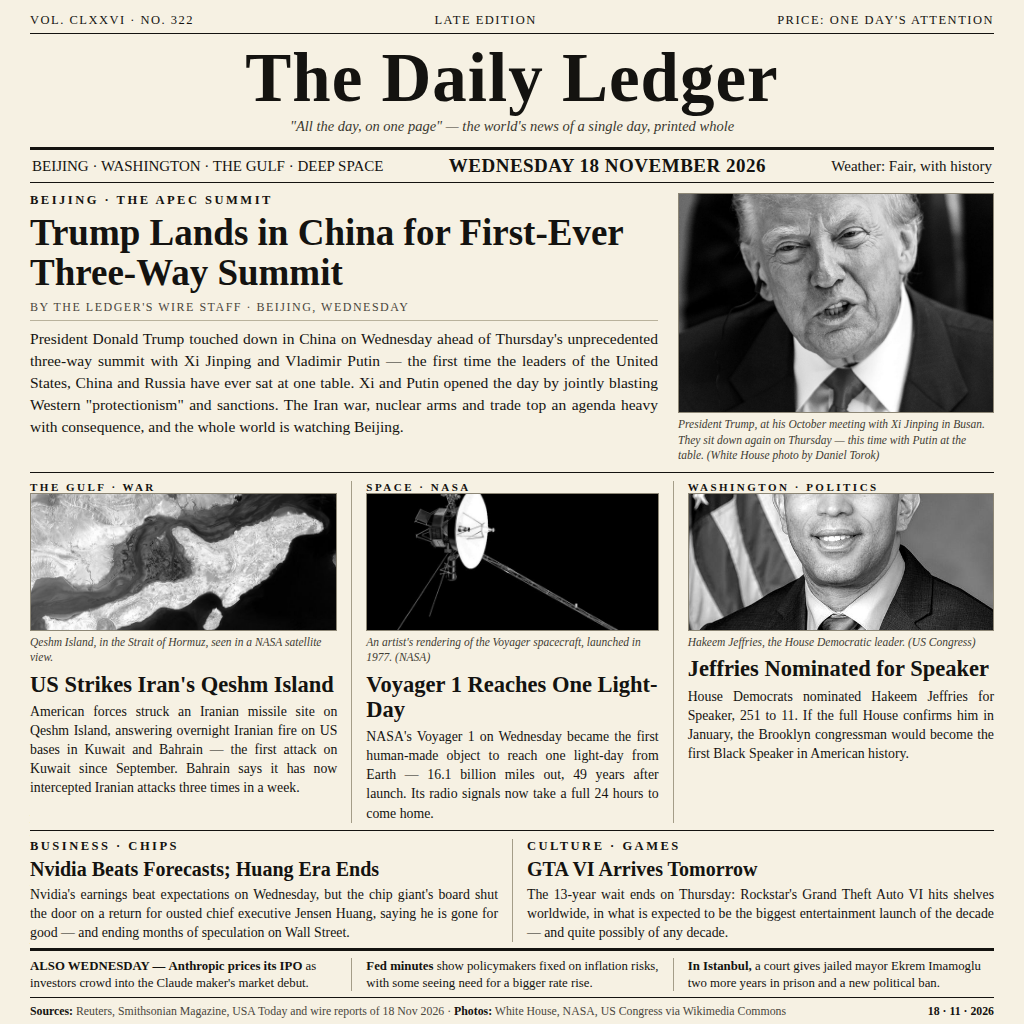 VOL. CLXXVI · NO. 322
LATE EDITION
PRICE: ONE DAY'S ATTENTION
The Daily Ledger
"All the day, on one page" — the world's news of a single day, printed whole
BEIJING · WASHINGTON · THE GULF · DEEP SPACE
WEDNESDAY 18 NOVEMBER 2026
Weather: Fair, with history
BEIJING · THE APEC SUMMIT
Trump Lands in China for First-Ever
Three-Way Summit
BY THE LEDGER'S WIRE STAFF · BEIJING, WEDNESDAY
President Donald Trump touched down in China on Wednesday ahead of Thursday's unprecedented
three-way summit with Xi Jinping and Vladimir Putin — the first time the leaders of the United
States, China and Russia have ever sat at one table. Xi and Putin opened the day by jointly blasting
Western "protectionism" and sanctions. The Iran war, nuclear arms and trade top an agenda heavy
with consequence, and the whole world is watching Beijing.
President Trump, at his October meeting with Xi Jinping in Busan.
They sit down again on Thursday — this time with Putin at the
table. (White House photo by Daniel Torok)
THE GULF · WAR
Qeshm Island, in the Strait of Hormuz, seen in a NASA satellite
view.
US Strikes Iran's Qeshm Island
American forces struck an Iranian missile site on
Qeshm Island, answering overnight Iranian fire on US
bases in Kuwait and Bahrain — the first attack on
Kuwait since September. Bahrain says it has now
intercepted Iranian attacks three times in a week.
SPACE · NASA
An artist's rendering of the Voyager spacecraft, launched in
1977. (NASA)
Voyager 1 Reaches One Light-
Day
NASA's Voyager 1 on Wednesday became the first
human-made object to reach one light-day from
Earth — 16.1 billion miles out, 49 years after
launch. Its radio signals now take a full 24 hours to
come home.
WASHINGTON · POLITICS
Hakeem Jeffries, the House Democratic leader. (US Congress)
Jeffries Nominated for Speaker
House Democrats nominated Hakeem Jeffries for
Speaker, 251 to 11. If the full House confirms him in
January, the Brooklyn congressman would become the
first Black Speaker in American history.
BUSINESS · CHIPS
Nvidia Beats Forecasts; Huang Era Ends
Nvidia's earnings beat expectations on Wednesday, but the chip giant's board shut
the door on a return for ousted chief executive Jensen Huang, saying he is gone for
good — and ending months of speculation on Wall Street.
CULTURE · GAMES
GTA VI Arrives Tomorrow
The 13-year wait ends on Thursday: Rockstar's Grand Theft Auto VI hits shelves
worldwide, in what is expected to be the biggest entertainment launch of the decade
— and quite possibly of any decade.
ALSO WEDNESDAY — Anthropic prices its IPO as
investors crowd into the Claude maker's market debut.
Fed minutes show policymakers fixed on inflation risks,
with some seeing need for a bigger rate rise.
In Istanbul, a court gives jailed mayor Ekrem Imamoglu
two more years in prison and a new political ban.
Sources: Reuters, Smithsonian Magazine, USA Today and wire reports of 18 Nov 2026 · Photos: White House, NASA, US Congress via Wikimedia Commons
18 · 11 · 2026